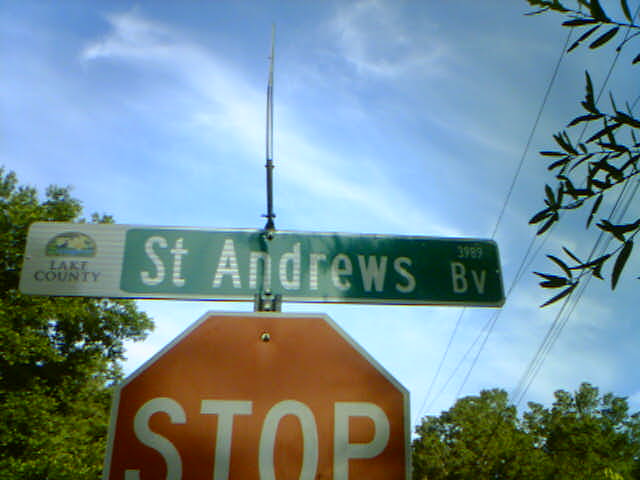 LAKE
COUNTY
St Andrews Bv
3989
STOP